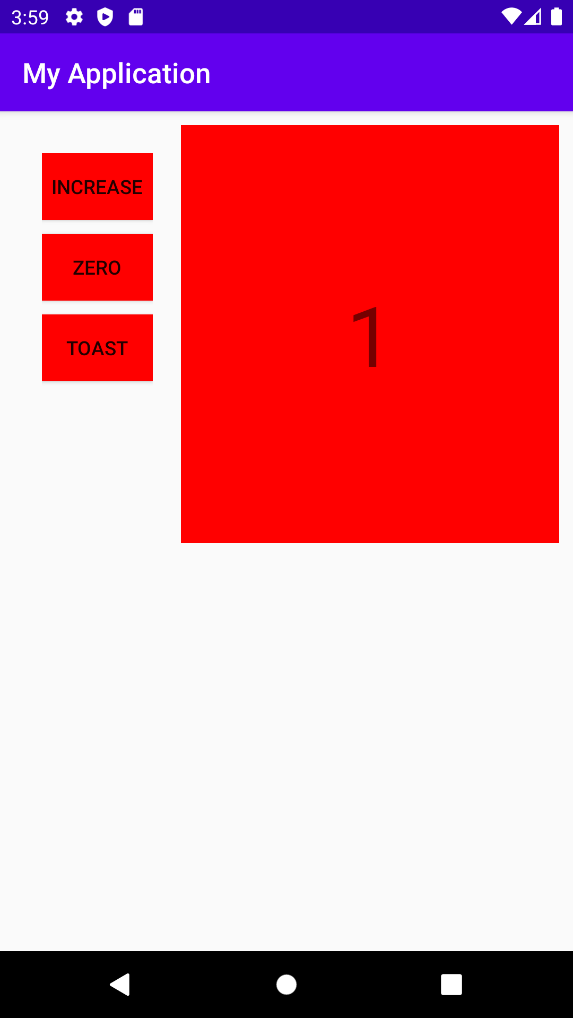 3:59
My Application
INCREASE
ZERO
TOAST
1